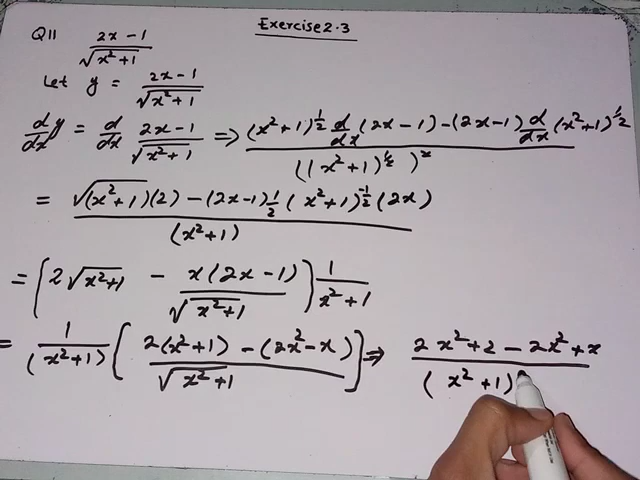 Exercise 2.3
Q11 (2x-1)/√(x²+1)
Let y = (2x-1)/√(x²+1)
d/dx y = d/dx (2x-1)/√(x²+1) ⇒ ((x²+1)^(1/2) d/dx (2x-1) - (2x-1) d/dx (x²+1)^(1/2))/((x²+1)^(1/2))²
= (√(x²+1)(2) - (2x-1) 1/2 (x²+1)^(-1/2) (2x))/(x²+1)
= [2√(x²+1) - x(2x-1)/√(x²+1)] 1/(x²+1)
= 1/(x²+1) [(2(x²+1) - (2x²-x))/√(x²+1)] ⇒ (2x²+2-2x²+x)/(x²+1)